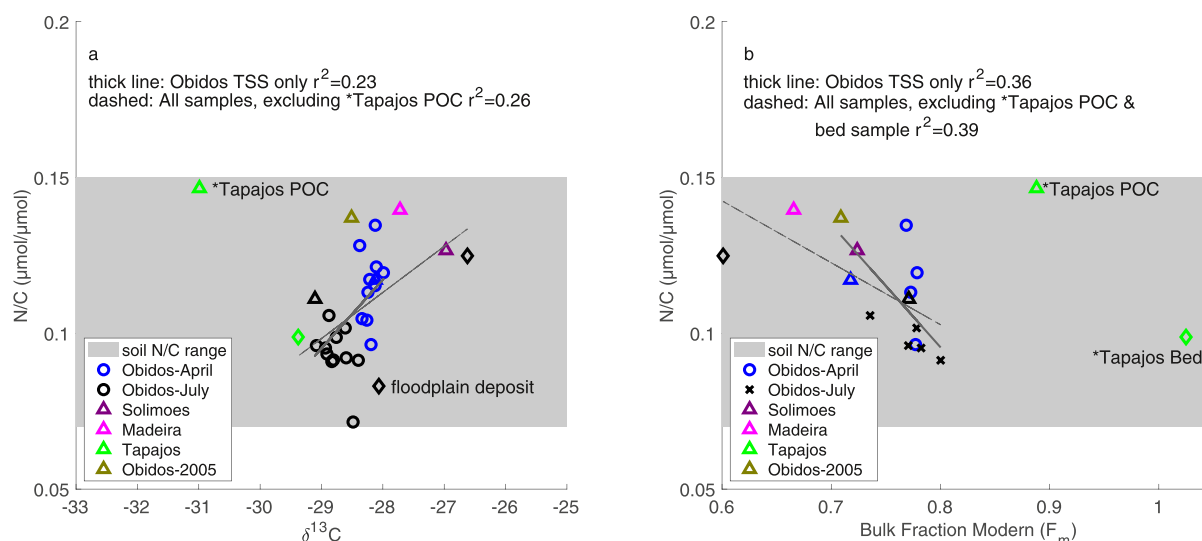 a
thick line: Obidos TSS only r²=0.23
dashed: All samples, excluding *Tapajos POC r²=0.26
0.2
0.15
0.1
0.05
N/C (μmol/μmol)
*Tapajos POC
floodplain deposit
soil N/C range
Obidos-April
Obidos-July
Solimoes
Madeira
Tapajos
Obidos-2005
-33 -32 -31 -30 -29 -28 -27 -26 -25
δ¹³C
b
thick line: Obidos TSS only r²=0.36
dashed: All samples, excluding *Tapajos POC &
bed sample r²=0.39
0.2
0.15
0.1
0.05
N/C (μmol/μmol)
*Tapajos POC
*Tapajos Bed
soil N/C range
Obidos-April
Obidos-July
Solimoes
Madeira
Tapajos
Obidos-2005
0.6 0.7 0.8 0.9 1
Bulk Fraction Modern (Fₘ)